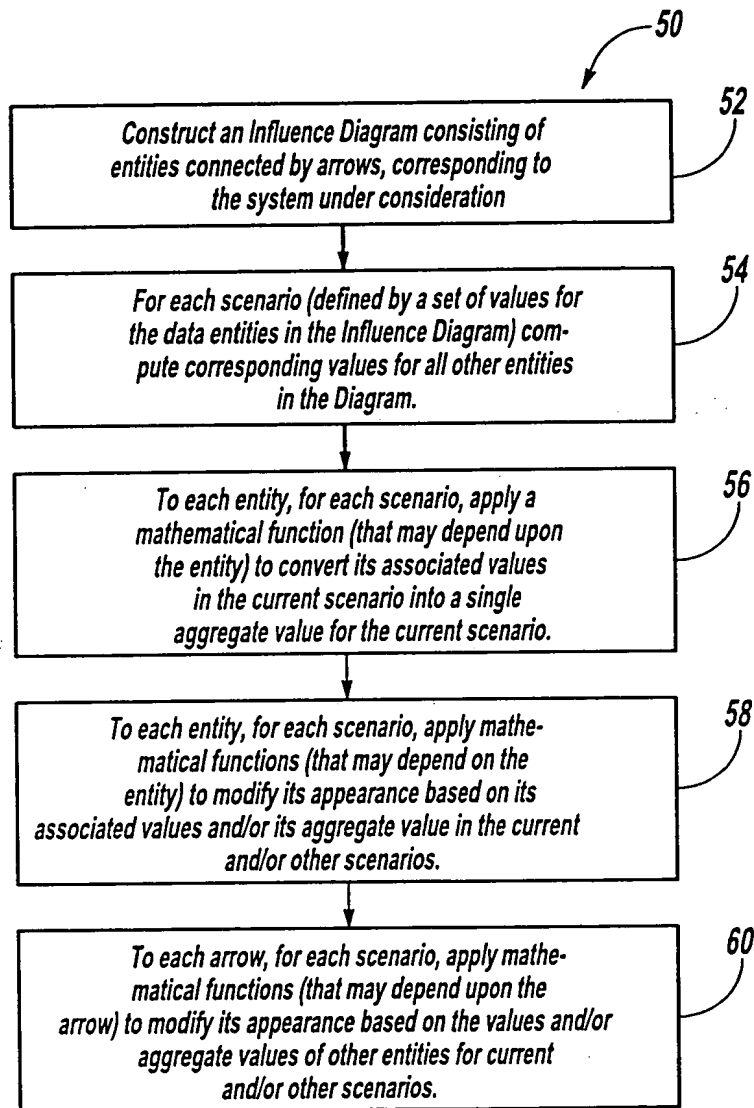 50
Construct an Influence Diagram consisting of
entities connected by arrows, corresponding to
the system under consideration
52
For each scenario (defined by a set of values for
the data entities in the Influence Diagram) com-
pute corresponding values for all other entities
in the Diagram.
54
To each entity, for each scenario, apply a
mathematical function (that may depend upon
the entity) to convert its associated values
in the current scenario into a single
aggregate value for the current scenario.
56
To each entity, for each scenario, apply mathe-
matical functions (that may depend on the
entity) to modify its appearance based on its
associated values and/or its aggregate value in the current
and/or other scenarios.
58
To each arrow, for each scenario, apply mathe-
matical functions (that may depend upon the
arrow) to modify its appearance based on the values and/or
aggregate values of other entities for current
and/or other scenarios.
60